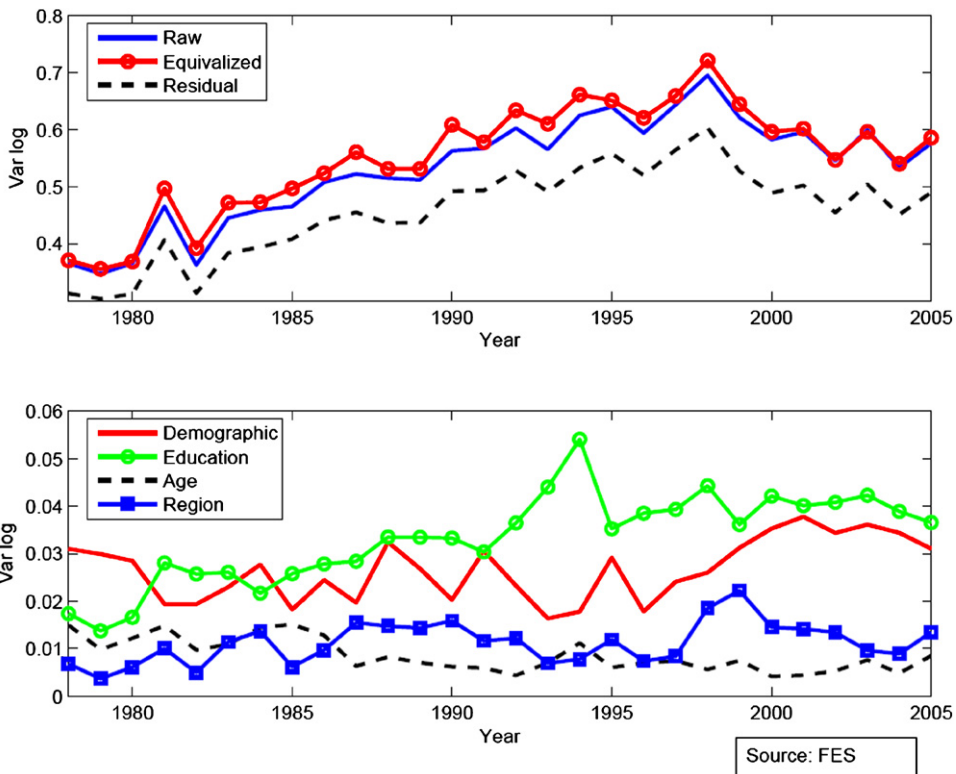 0.8
0.7
0.6
0.5
0.4
Var log
Raw
Equivalized
Residual
1980 1985 1990 1995 2000 2005
Year
0.06
0.05
0.04
0.03
0.02
0.01
0
Var log
Demographic
Education
Age
Region
1980 1985 1990 1995 2000 2005
Year
Source: FES